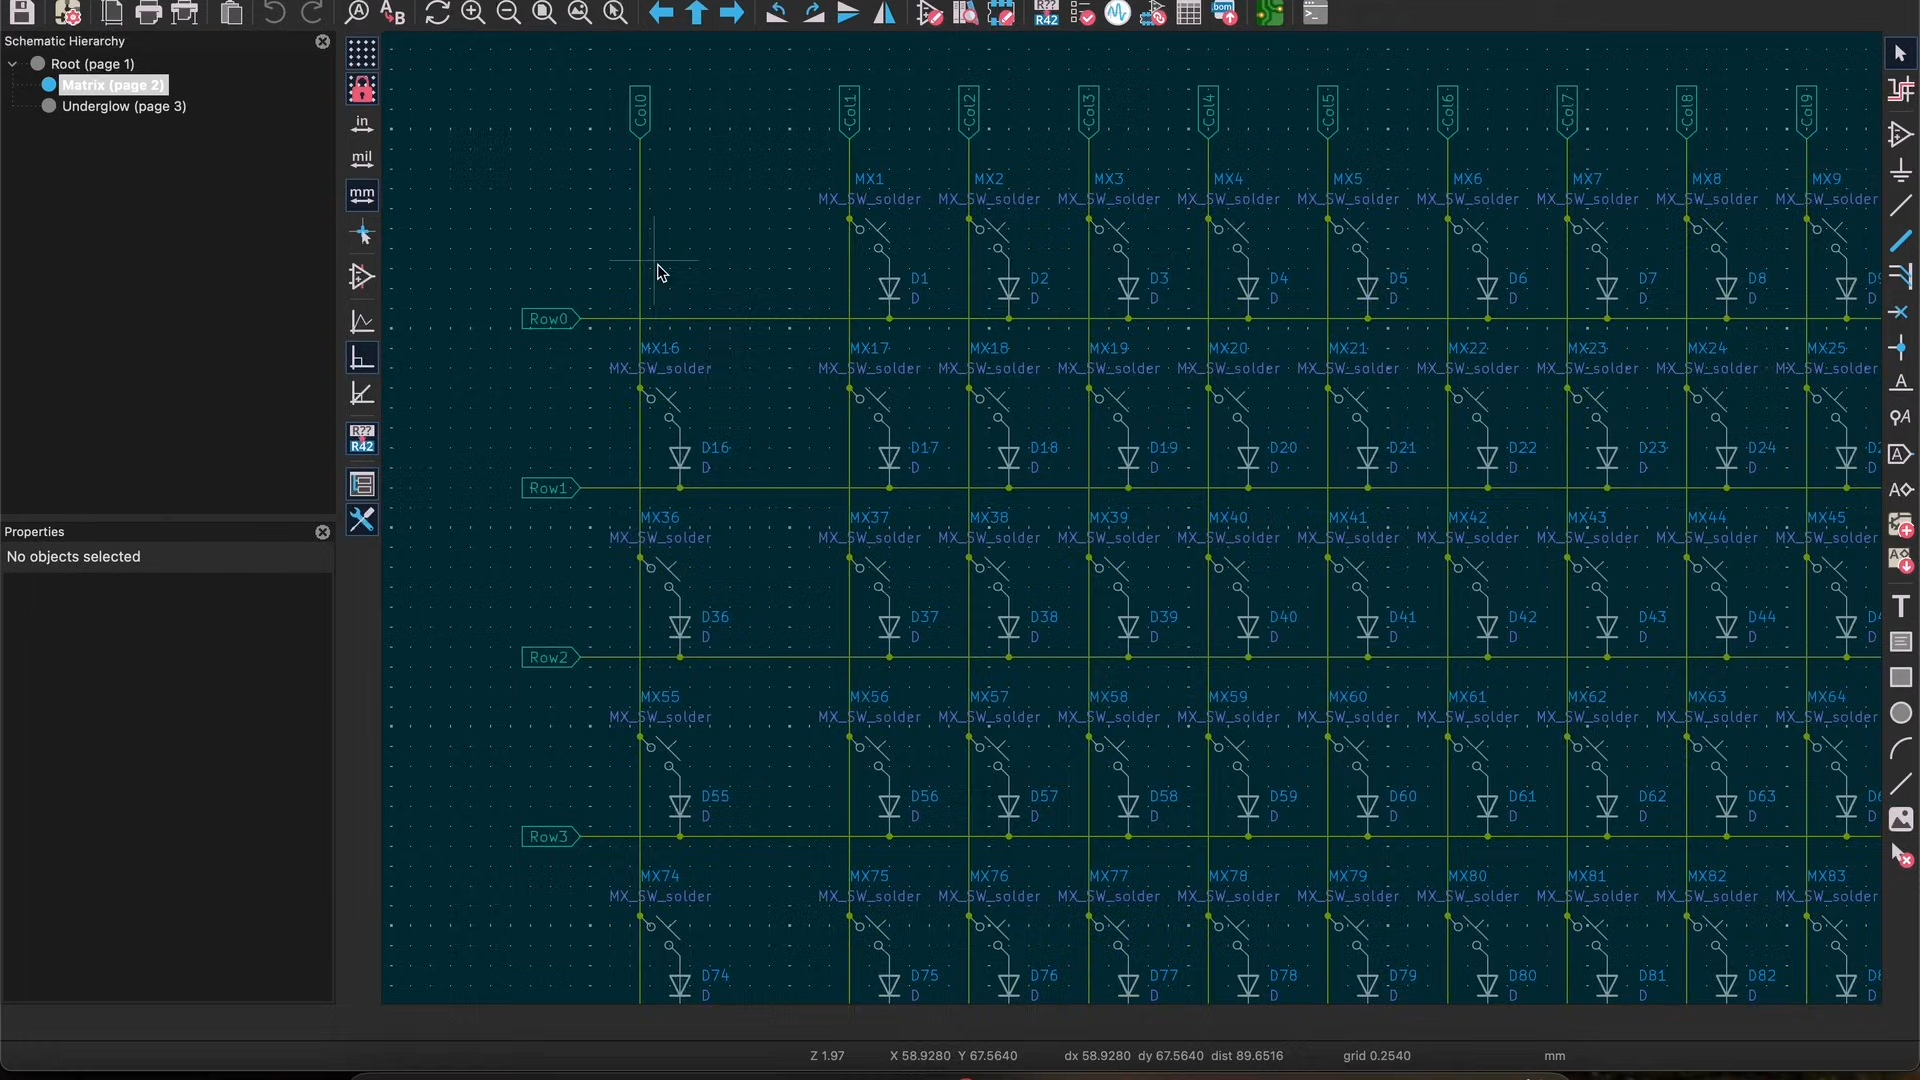 R??
R42
bom
Schematic Hierarchy
Root (page 1)
Matrix (page 2)
Underglow (page 3)
Properties
No objects selected
in
mil
mm
R??
R42
Col0 Col1 Col2 Col3 Col4 Col5 Col6 Col7 Col8 Col9
MX1 MX2 MX3 MX4 MX5 MX6 MX7 MX8 MX9
MX_SW_solder MX_SW_solder MX_SW_solder MX_SW_solder MX_SW_solder MX_SW_solder MX_SW_solder MX_SW_solder MX_SW_solder
D1 D2 D3 D4 D5 D6 D7 D8
D D D D D D D D D
Row0
MX16 MX17 MX18 MX19 MX20 MX21 MX22 MX23 MX24 MX25
MX_SW_solder MX_SW_solder MX_SW_solder MX_SW_solder MX_SW_solder MX_SW_solder MX_SW_solder MX_SW_solder MX_SW_solder MX_SW_solder
D16 D17 D18 D19 D20 D21 D22 D23 D24
D D D D D D D D D D
Row1
MX36 MX37 MX38 MX39 MX40 MX41 MX42 MX43 MX44 MX45
MX_SW_solder MX_SW_solder MX_SW_solder MX_SW_solder MX_SW_solder MX_SW_solder MX_SW_solder MX_SW_solder MX_SW_solder MX_SW_solder
D36 D37 D38 D39 D40 D41 D42 D43 D44
D D D D D D D D D D
Row2
MX55 MX56 MX57 MX58 MX59 MX60 MX61 MX62 MX63 MX64
MX_SW_solder MX_SW_solder MX_SW_solder MX_SW_solder MX_SW_solder MX_SW_solder MX_SW_solder MX_SW_solder MX_SW_solder MX_SW_solder
D55 D56 D57 D58 D59 D60 D61 D62 D63
D D D D D D D D D D
Row3
MX74 MX75 MX76 MX77 MX78 MX79 MX80 MX81 MX82 MX83
MX_SW_solder MX_SW_solder MX_SW_solder MX_SW_solder MX_SW_solder MX_SW_solder MX_SW_solder MX_SW_solder MX_SW_solder MX_SW_solder
D74 D75 D76 D77 D78 D79 D80 D81 D82
D D D D D D D D D D
Z 1.97 X 58.9280 Y 67.5640 dx 58.9280 dy 67.5640 dist 89.6516 grid 0.2540 mm